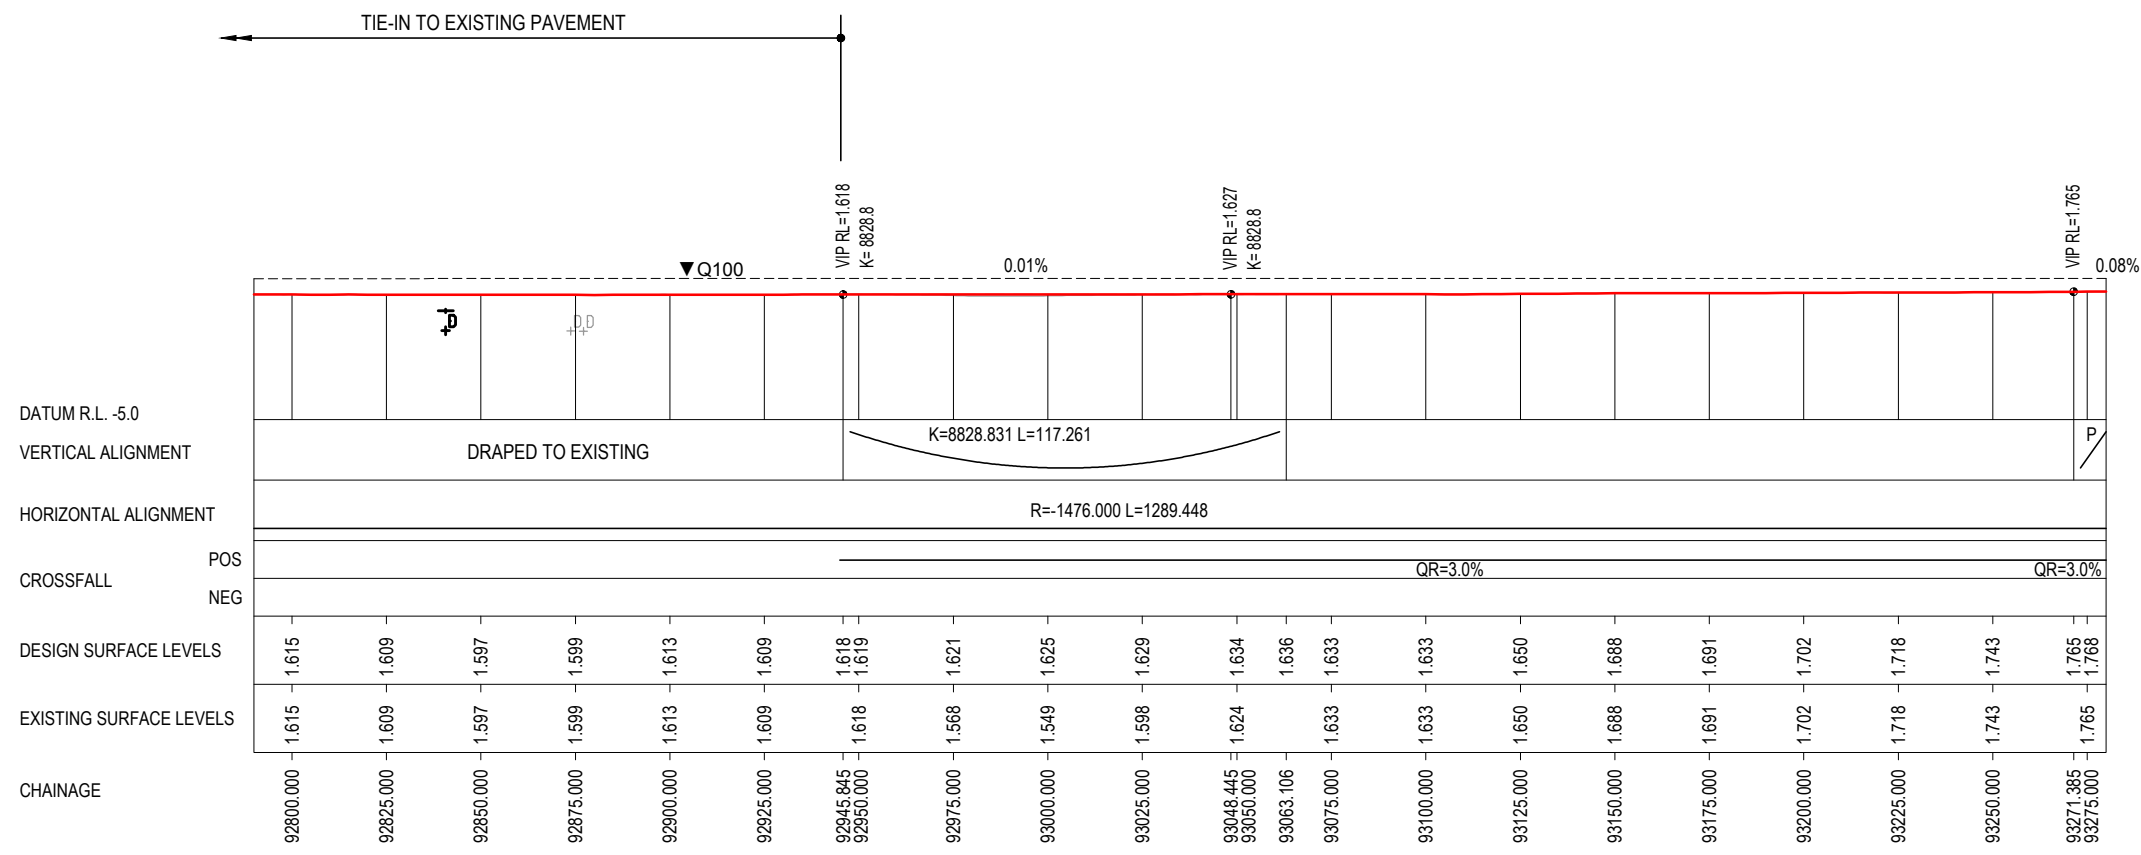 TIE-IN TO EXISTING PAVEMENT
VIP RL=1.618
K= 8828.8
VIP RL=1.627
K= 8828.8
VIP RL=1.765
Q100
0.01%
0.08%
D
D D
DATUM R.L. -5.0
VERTICAL ALIGNMENT
DRAPED TO EXISTING
K=8828.831 L=117.261
P
HORIZONTAL ALIGNMENT
R=-1476.000 L=1289.448
CROSSFALL
POS
QR=3.0%
QR=3.0%
NEG
DESIGN SURFACE LEVELS
1.615 1.609 1.597 1.599 1.613 1.609 1.618 1.619 1.621 1.625 1.629 1.634 1.636 1.633 1.633 1.650 1.688 1.691 1.702 1.718 1.743 1.765 1.768
EXISTING SURFACE LEVELS
1.615 1.609 1.597 1.599 1.613 1.609 1.618 1.568 1.549 1.598 1.624 1.633 1.633 1.650 1.688 1.691 1.702 1.718 1.743 1.765
CHAINAGE
92800.000 92825.000 92850.000 92875.000 92900.000 92925.000 92945.845 92950.000 92975.000 93000.000 93025.000 93048.445 93050.000 93063.106 93075.000 93100.000 93125.000 93150.000 93175.000 93200.000 93225.000 93250.000 93271.385 93275.000